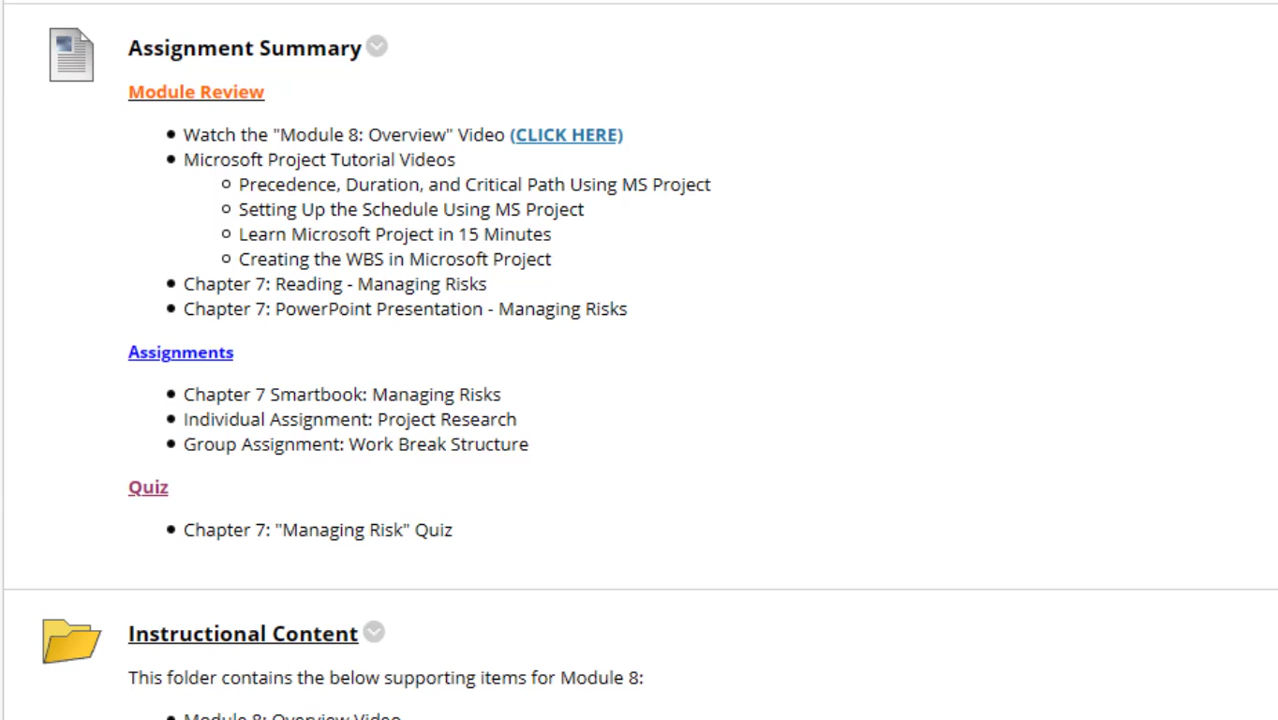 Assignment Summary
Module Review
Watch the "Module 8: Overview" Video (CLICK HERE)
Microsoft Project Tutorial Videos
Precedence, Duration, and Critical Path Using MS Project
Setting Up the Schedule Using MS Project
Learn Microsoft Project in 15 Minutes
Creating the WBS in Microsoft Project
Chapter 7: Reading - Managing Risks
Chapter 7: PowerPoint Presentation - Managing Risks
Assignments
Chapter 7 Smartbook: Managing Risks
Individual Assignment: Project Research
Group Assignment: Work Break Structure
Quiz
Chapter 7: "Managing Risk" Quiz
Instructional Content
This folder contains the below supporting items for Module 8:
Module 8: Overview Video